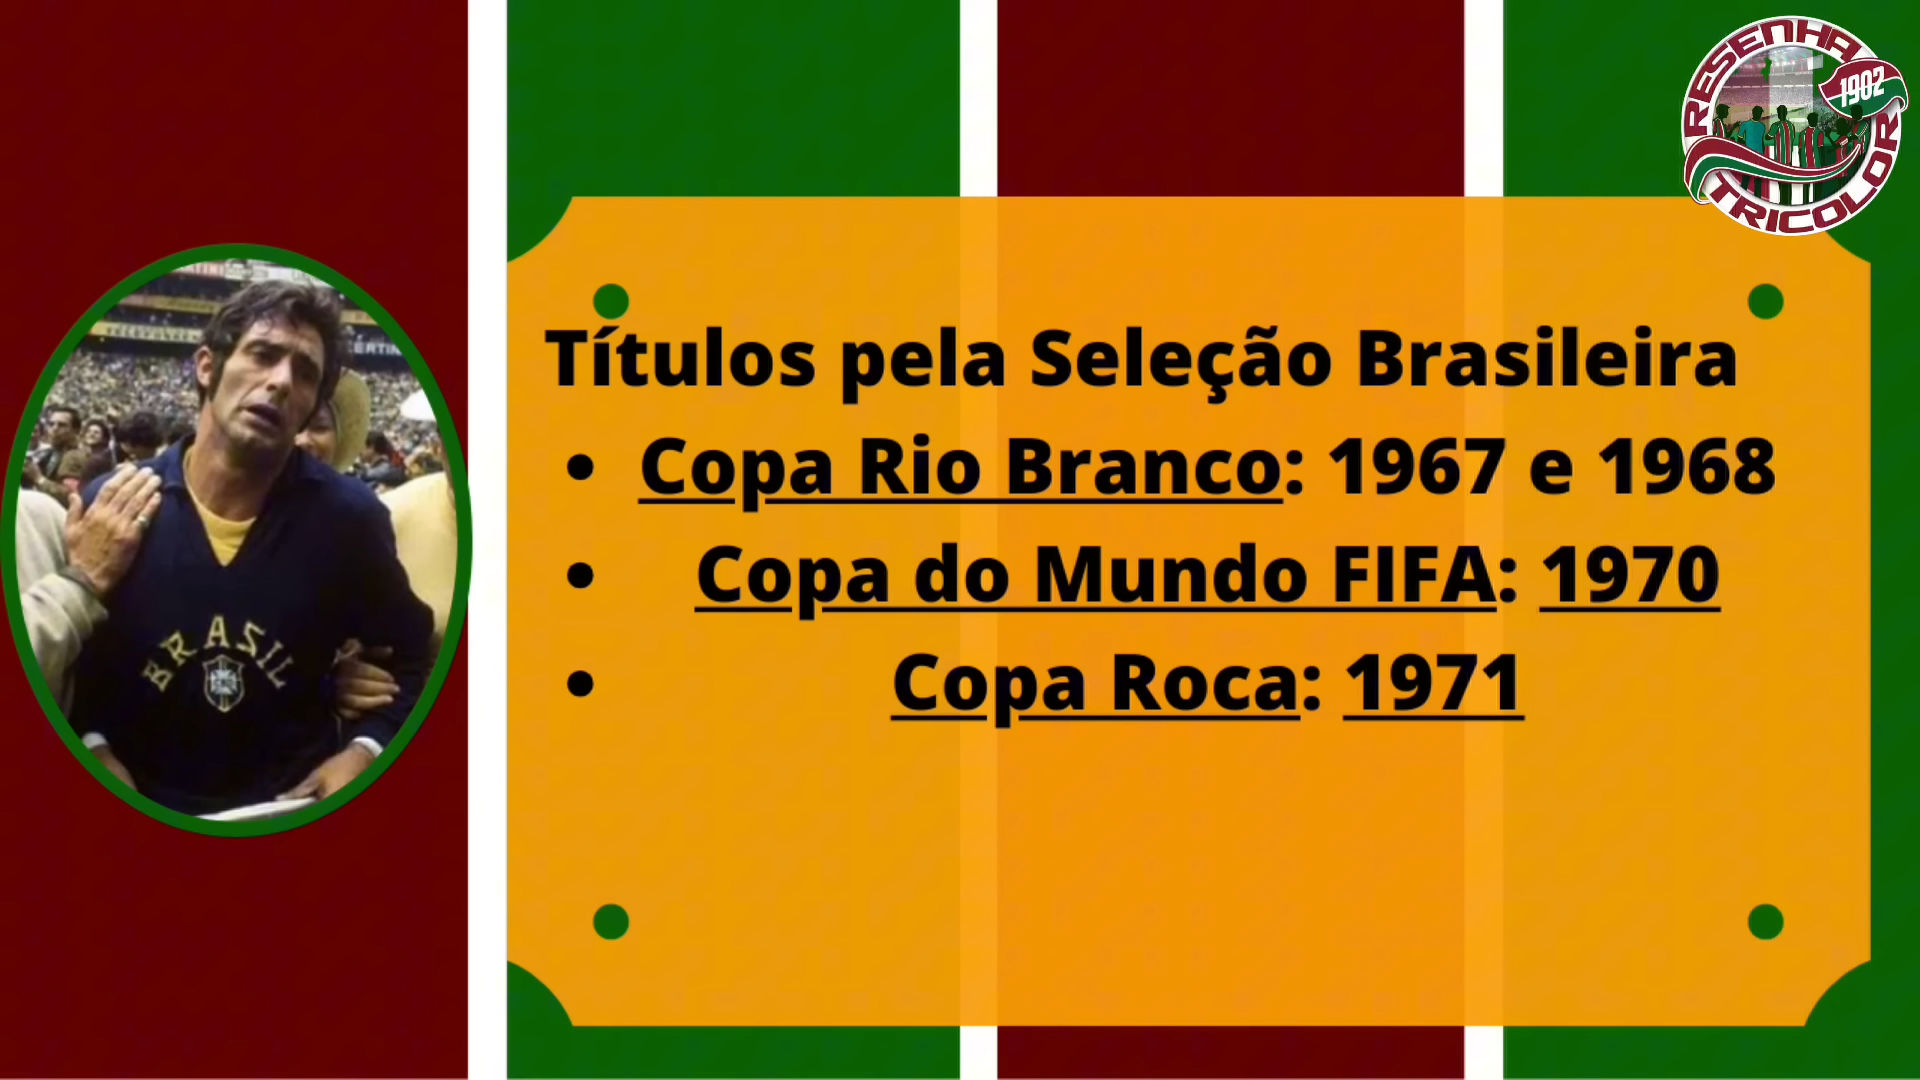 RESENHA
1902
TRICOLOR
Títulos pela Seleção Brasileira
• Copa Rio Branco: 1967 e 1968
• Copa do Mundo FIFA: 1970
• Copa Roca: 1971
BRASIL